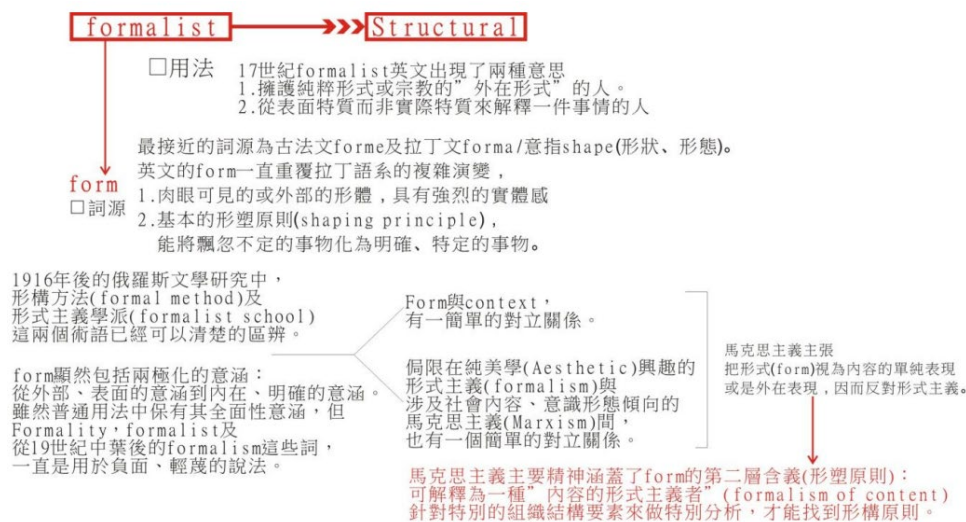 formalist
Structural
□用法
17世紀formalist英文出現了兩種意思
1.擁護純粹形式或宗教的”外在形式”的人。
2.從表面特質而非實際特質來解釋一件事情的人
form
□詞源
最接近的詞源為古法文forme及拉丁文forma/意指shape(形狀、形態)。
英文的form一直重覆拉丁語系的複雜演變，
1.肉眼可見的或外部的形體，具有強烈的實體感
2.基本的形塑原則(shaping principle)，
能將飄忽不定的事物化為明確、特定的事物。
1916年後的俄羅斯文學研究中，
形構方法(formal method)及
形式主義學派(formalist school)
這兩個術語已經可以清楚的區辨。
form顯然包括兩極化的意涵：
從外部、表面的意涵到內在、明確的意涵。
雖然普通用法中保有其全面性意涵，但
Formality，formalist及
從19世紀中葉後的formalism這些詞，
一直是用於負面、輕蔑的說法。
Form與context，
有一簡單的對立關係。
侷限在純美學(Aesthetic)興趣的
形式主義(formalism)與
涉及社會內容、意識形態傾向的
馬克思主義(Marxism)間，
也有一個簡單的對立關係。
馬克思主義主張
把形式(form)視為內容的單純表現
或是外在表現，因而反對形式主義。
馬克思主義主要精神涵蓋了form的第二層含義(形塑原則)：
可解釋為一種”內容的形式主義者”(formalism of content)
針對特別的組織結構要素來做特別分析，才能找到形構原則。